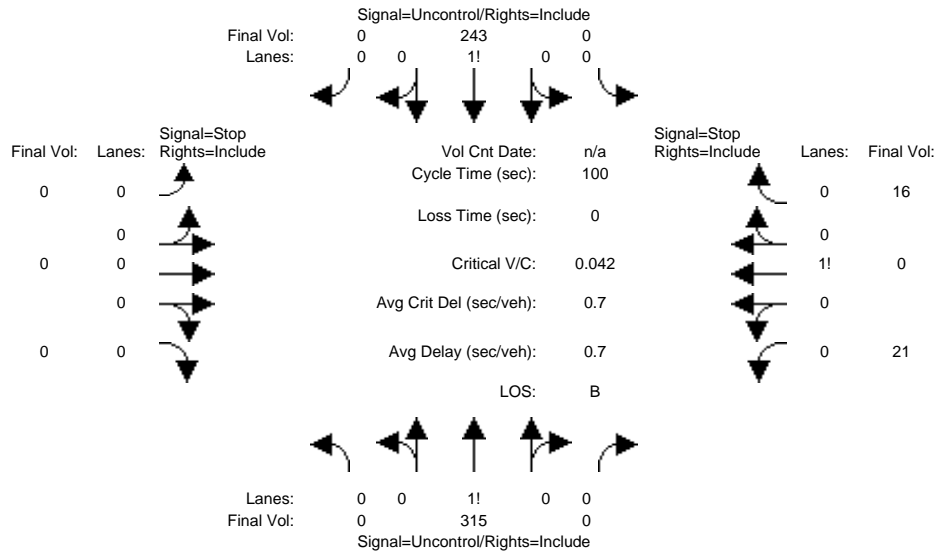 Signal=Uncontrol/Rights=Include
Final Vol: 0 243 0
Lanes: 0 0 1! 0 0
Signal=Stop
Final Vol: Lanes: Rights=Include
Vol Cnt Date: n/a
Signal=Stop
Rights=Include Lanes: Final Vol:
Cycle Time (sec): 100
0 0
0 16
Loss Time (sec): 0
0
0
0 0
Critical V/C: 0.042
1! 0
0
Avg Crit Del (sec/veh): 0.7
0
0 0
Avg Delay (sec/veh): 0.7
0 21
LOS: B
Lanes: 0 0 1! 0 0
Final Vol: 0 315 0
Signal=Uncontrol/Rights=Include